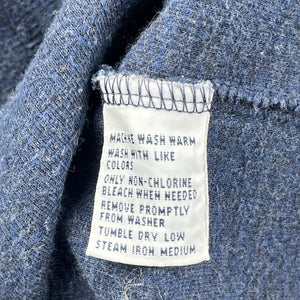 MACHINE WASH WARM
WASH WITH LIKE
COLORS
ONLY NON-CHLORINE
BLEACH WHEN NEEDED
REMOVE PROMPTLY
FROM WASHER
TUMBLE DRY LOW
STEAM IRON MEDIUM